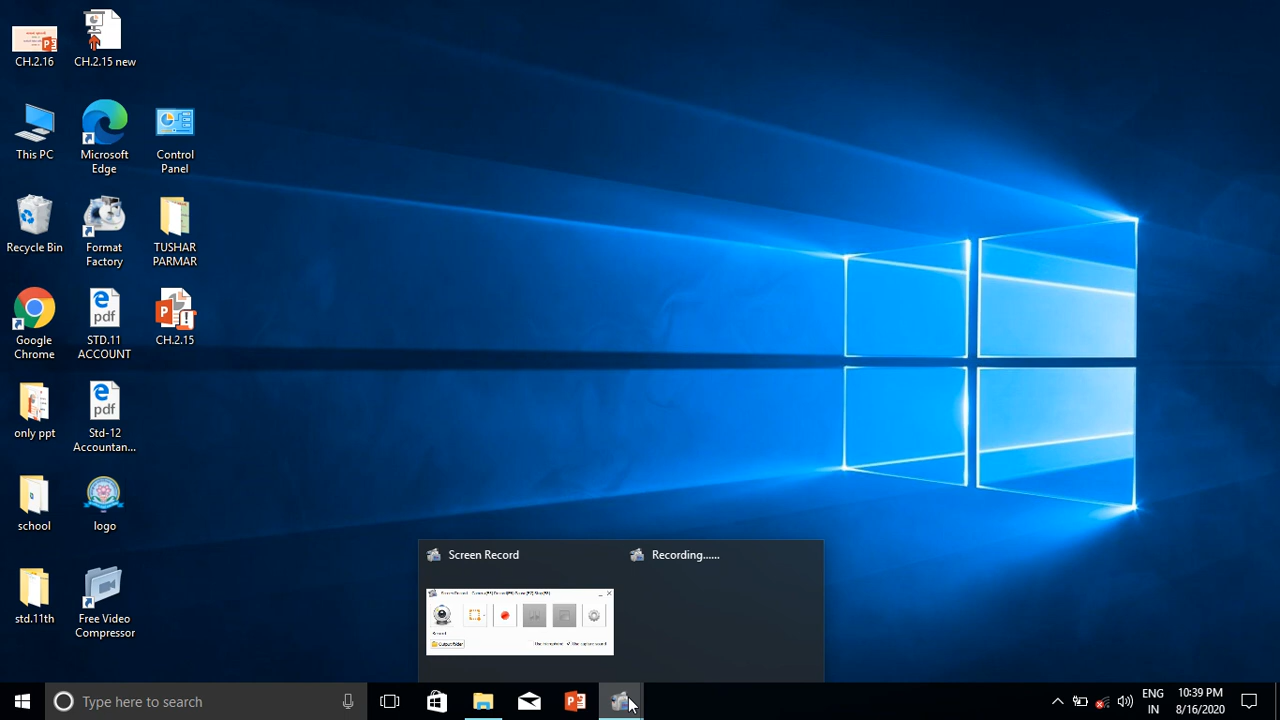 CH.2.16
CH.2.15 new
This PC
Microsoft
Edge
Control
Panel
Recycle Bin
Format
Factory
TUSHAR
PARMAR
Google
Chrome
STD.11
ACCOUNT
CH.2.15
only ppt
Std-12
Accountan...
school
logo
std.11th
Free Video
Compressor
Screen Record
Recording......
Output folder
Type here to search
ENG
IN
10:39 PM
8/16/2020